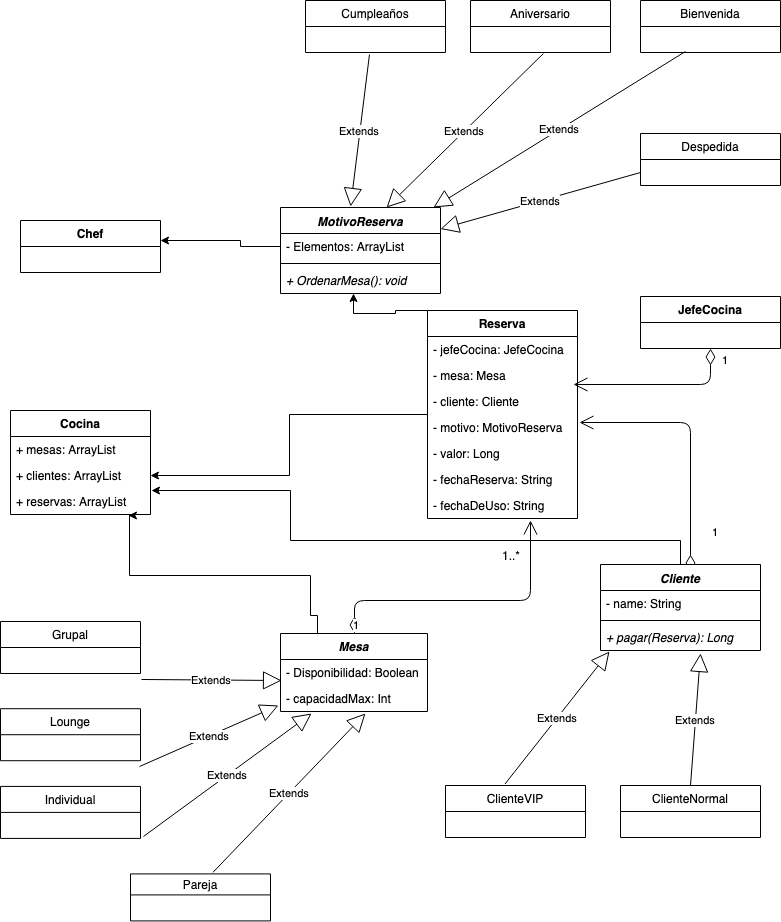 Cumpleaños
Aniversario
Bienvenida
Extends
Extends
Extends
Despedida
Extends
MotivoReserva
- Elementos: ArrayList
+ OrdenarMesa(): void
Chef
Reserva
- jefeCocina: JefeCocina
- mesa: Mesa
- cliente: Cliente
- motivo: MotivoReserva
- valor: Long
- fechaReserva: String
- fechaDeUso: String
JefeCocina
1
Cocina
+ mesas: ArrayList
+ clientes: ArrayList
+ reservas: ArrayList
1
1..*
Cliente
- name: String
+ pagar(Reserva): Long
1
Mesa
- Disponibilidad: Boolean
- capacidadMax: Int
Grupal
Extends
Lounge
Extends
Individual
Extends
Extends
Pareja
Extends
Extends
ClienteVIP
ClienteNormal